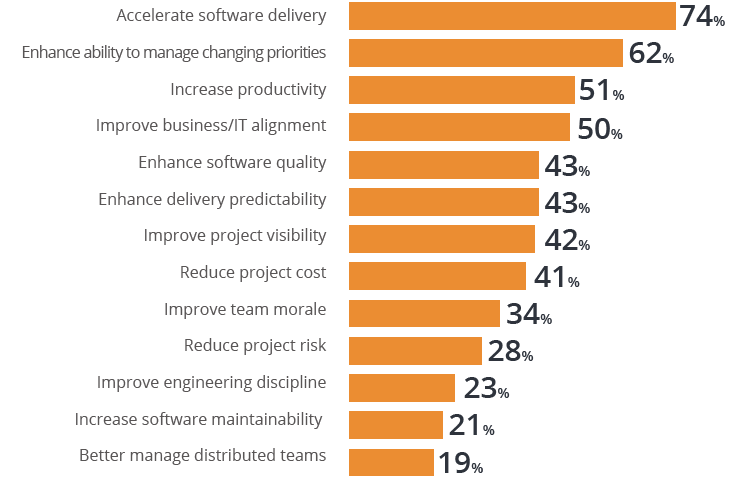 Accelerate software delivery 74%
Enhance ability to manage changing priorities 62%
Increase productivity 51%
Improve business/IT alignment 50%
Enhance software quality 43%
Enhance delivery predictability 43%
Improve project visibility 42%
Reduce project cost 41%
Improve team morale 34%
Reduce project risk 28%
Improve engineering discipline 23%
Increase software maintainability 21%
Better manage distributed teams 19%